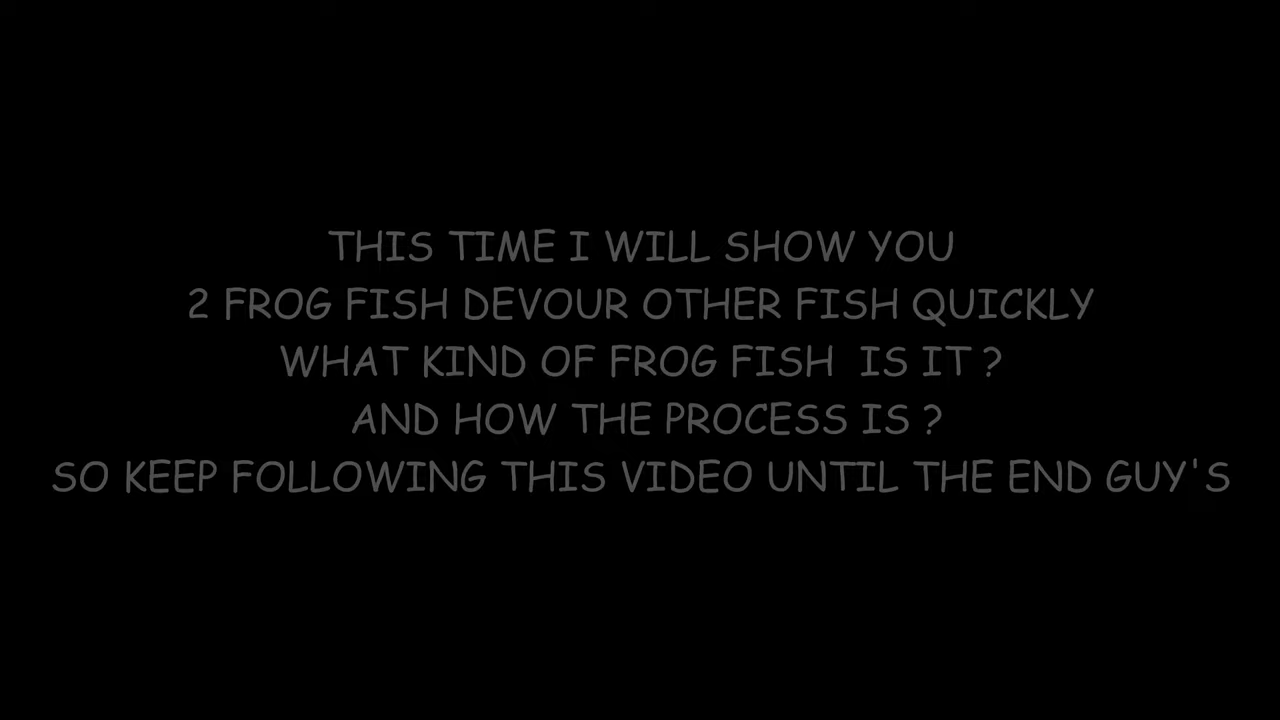 THIS TIME I WILL SHOW YOU
2 FROG FISH DEVOUR OTHER FISH QUICKLY
WHAT KIND OF FROG FISH  IS IT ?
AND HOW THE PROCESS IS ?
SO KEEP FOLLOWING THIS VIDEO UNTIL THE END GUY'S